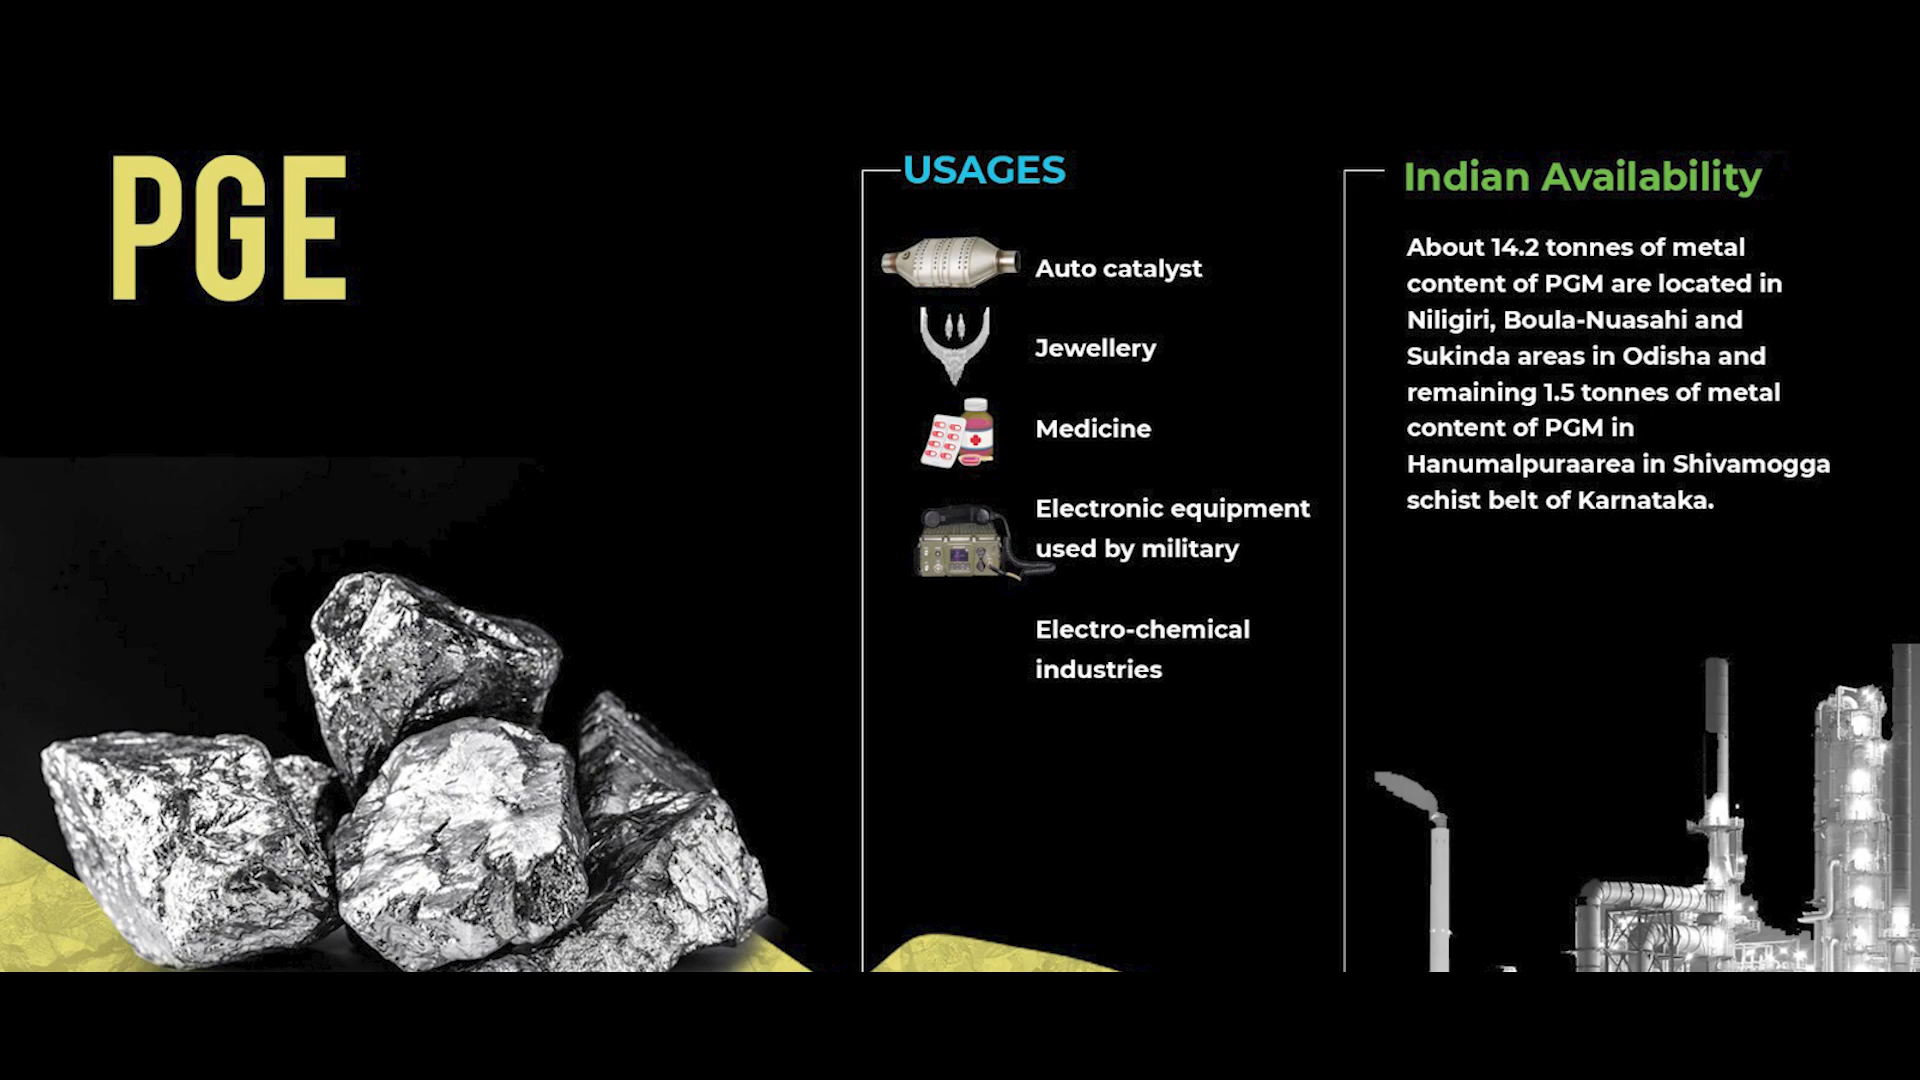 PGE
USAGES
Auto catalyst
Jewellery
Medicine
Electronic equipment
used by military
Electro-chemical
industries
Indian Availability
About 14.2 tonnes of metal
content of PGM are located in
Niligiri, Boula-Nuasahi and
Sukinda areas in Odisha and
remaining 1.5 tonnes of metal
content of PGM in
Hanumalpuraarea in Shivamogga
schist belt of Karnataka.